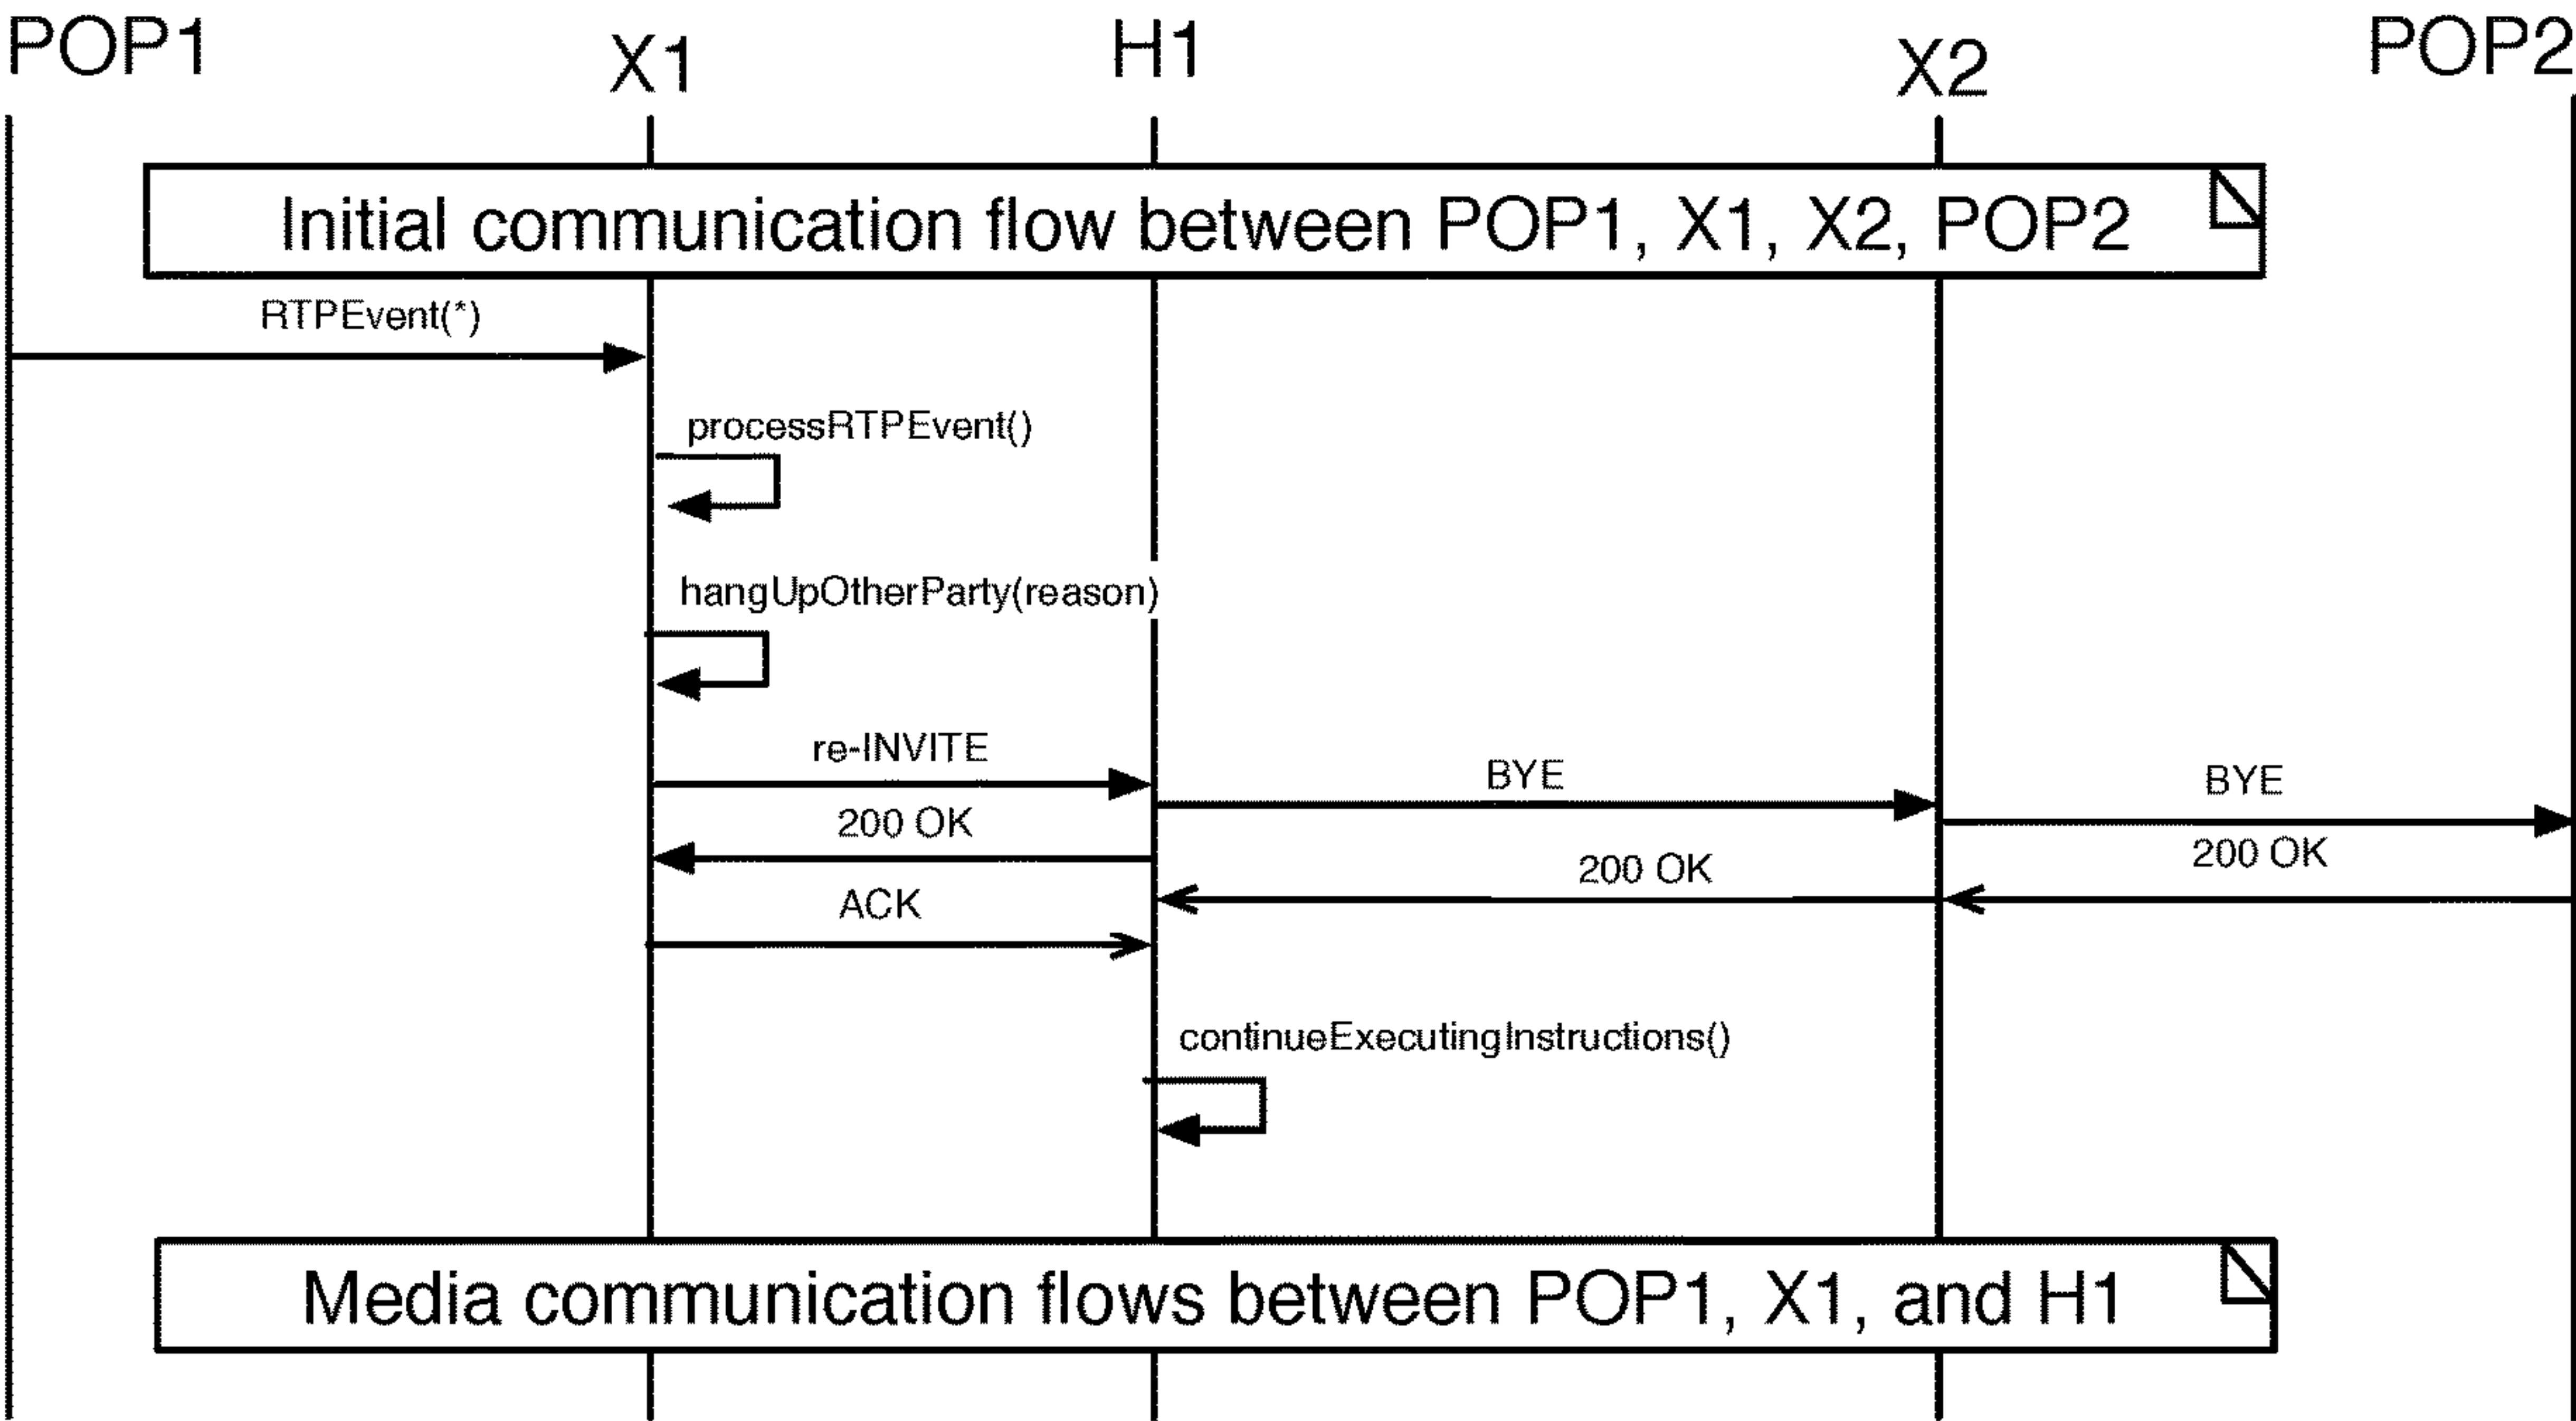 POP1
X1
H1
X2
POP2
Initial communication flow between POP1, X1, X2, POP2
RTPEvent(*)
processRTPEvent()
hangUpOtherParty(reason)
re-INVITE
BYE
BYE
200 OK
200 OK
200 OK
ACK
continueExecutingInstructions()
Media communication flows between POP1, X1, and H1